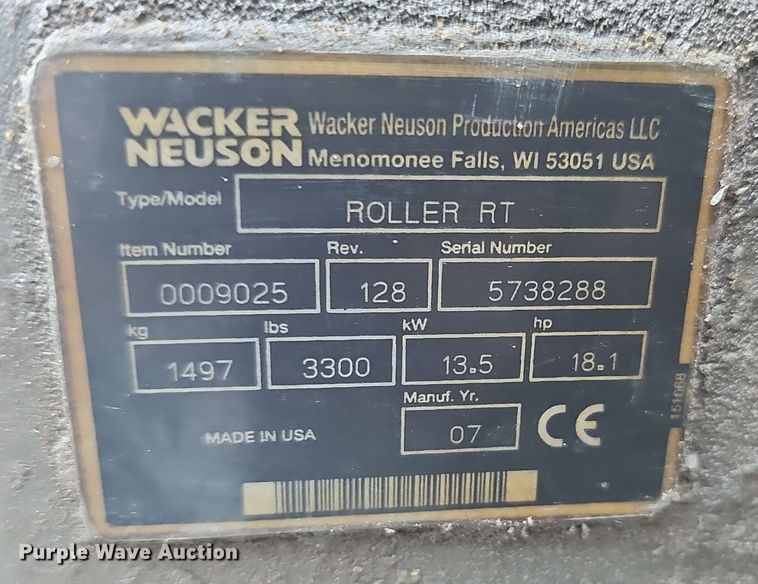 WACKER NEUSON Wacker Neuson Production Americas LLC
Menomonee Falls, WI 53051 USA
Type/Model ROLLER RT
Item Number Rev. Serial Number
0009025 128 5738288
kg lbs kW hp
1497 3300 13.5 18.1
Manuf. Yr.
MADE IN USA 07 CE
151088
Purple Wave Auction